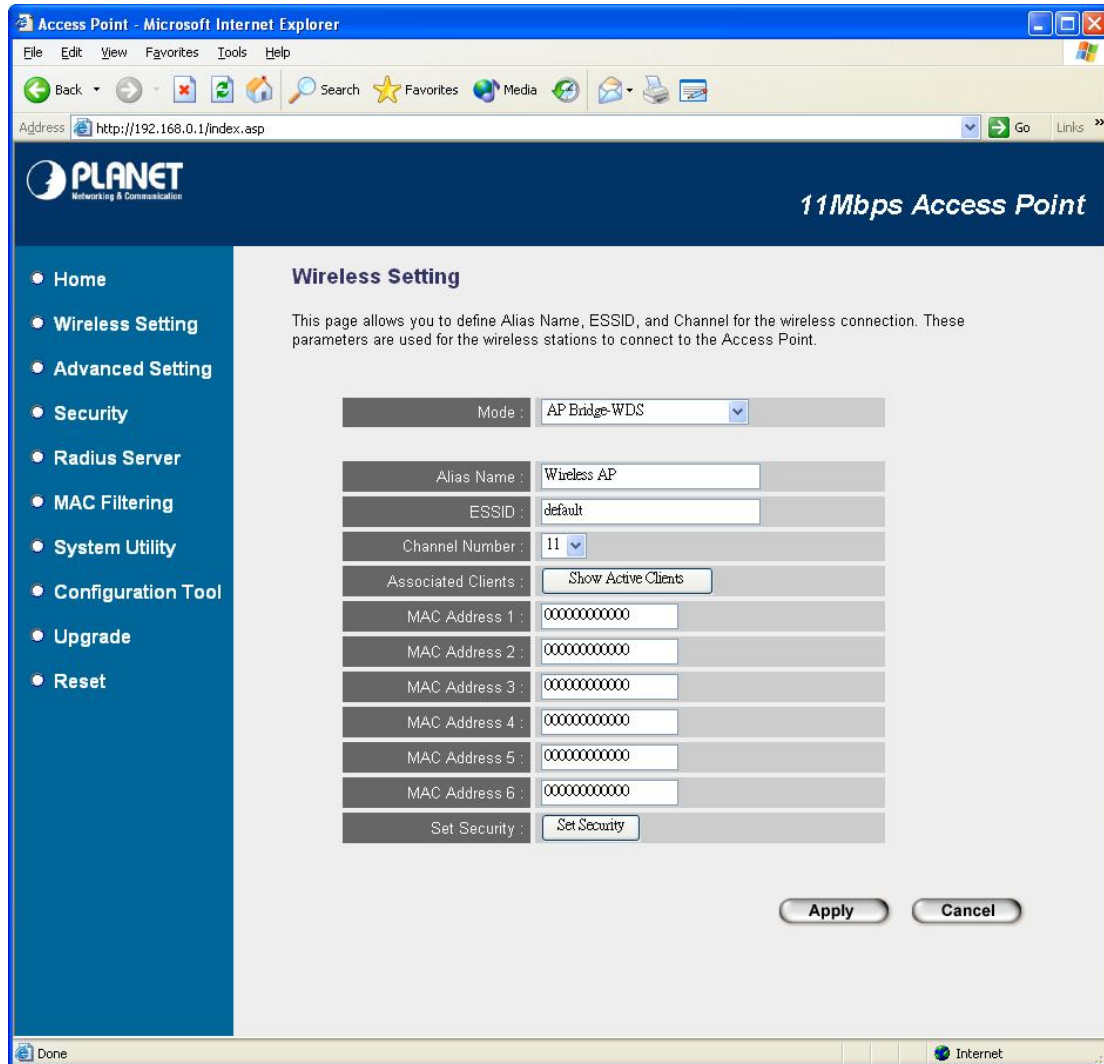 Access Point - Microsoft Internet Explorer
File Edit View Favorites Tools Help
Back Search Favorites Media
Address http://192.168.0.1/index.asp Go Links »
PLANET
Networking & Communication
11Mbps Access Point
Home
Wireless Setting
Advanced Setting
Security
Radius Server
MAC Filtering
System Utility
Configuration Tool
Upgrade
Reset
Wireless Setting
This page allows you to define Alias Name, ESSID, and Channel for the wireless connection. These
parameters are used for the wireless stations to connect to the Access Point.
Mode : AP Bridge-WDS
Alias Name : Wireless AP
ESSID : default
Channel Number : 11
Associated Clients : Show Active Clients
MAC Address 1 : 000000000000
MAC Address 2 : 000000000000
MAC Address 3 : 000000000000
MAC Address 4 : 000000000000
MAC Address 5 : 000000000000
MAC Address 6 : 000000000000
Set Security : Set Security
Apply Cancel
Done Internet